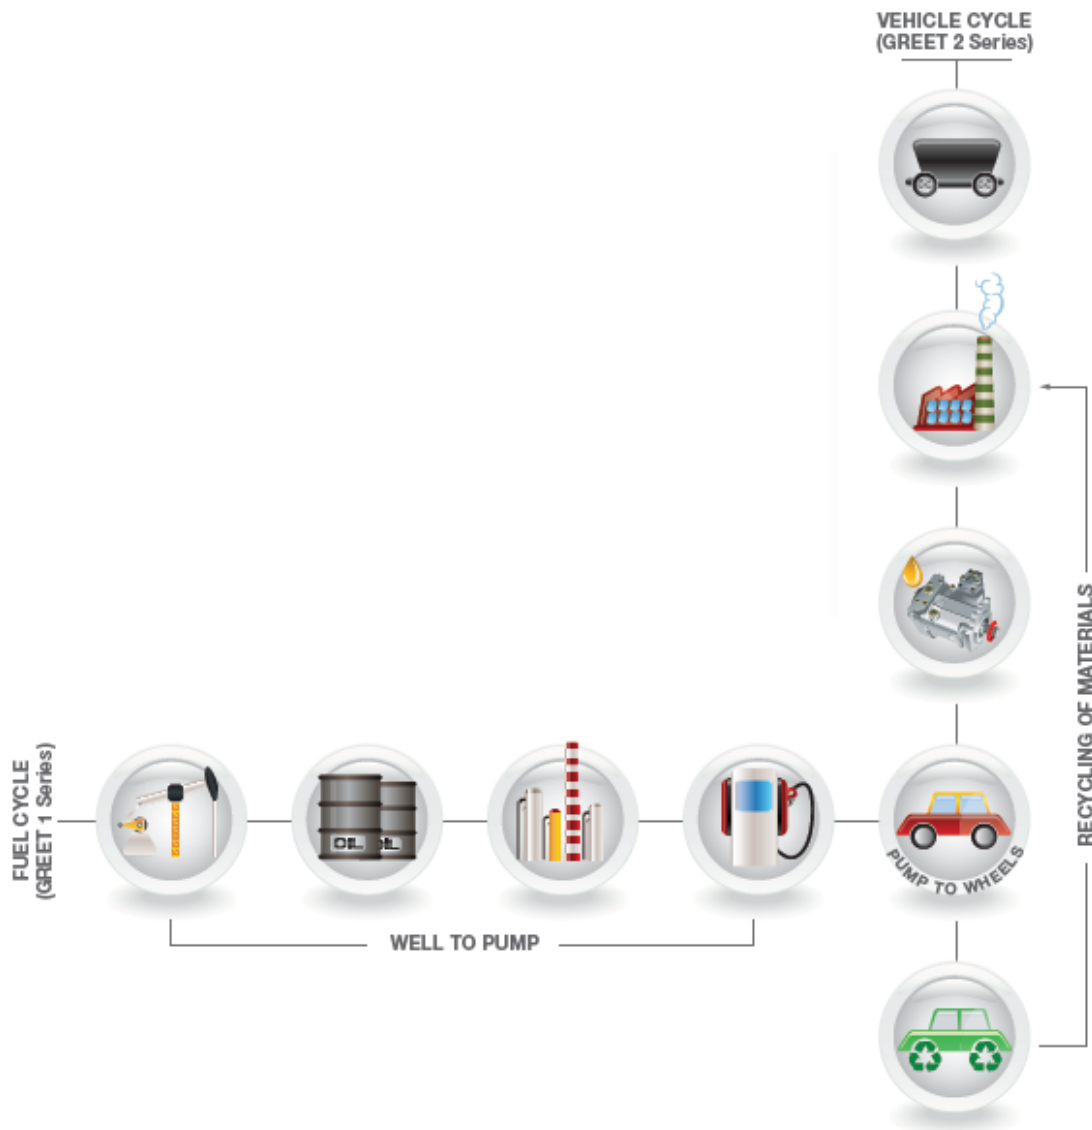 VEHICLE CYCLE
(GREET 2 Series)
RECYCLING OF MATERIALS
FUEL CYCLE
(GREET 1 Series)
OIL
OIL
PUMP TO WHEELS
WELL TO PUMP